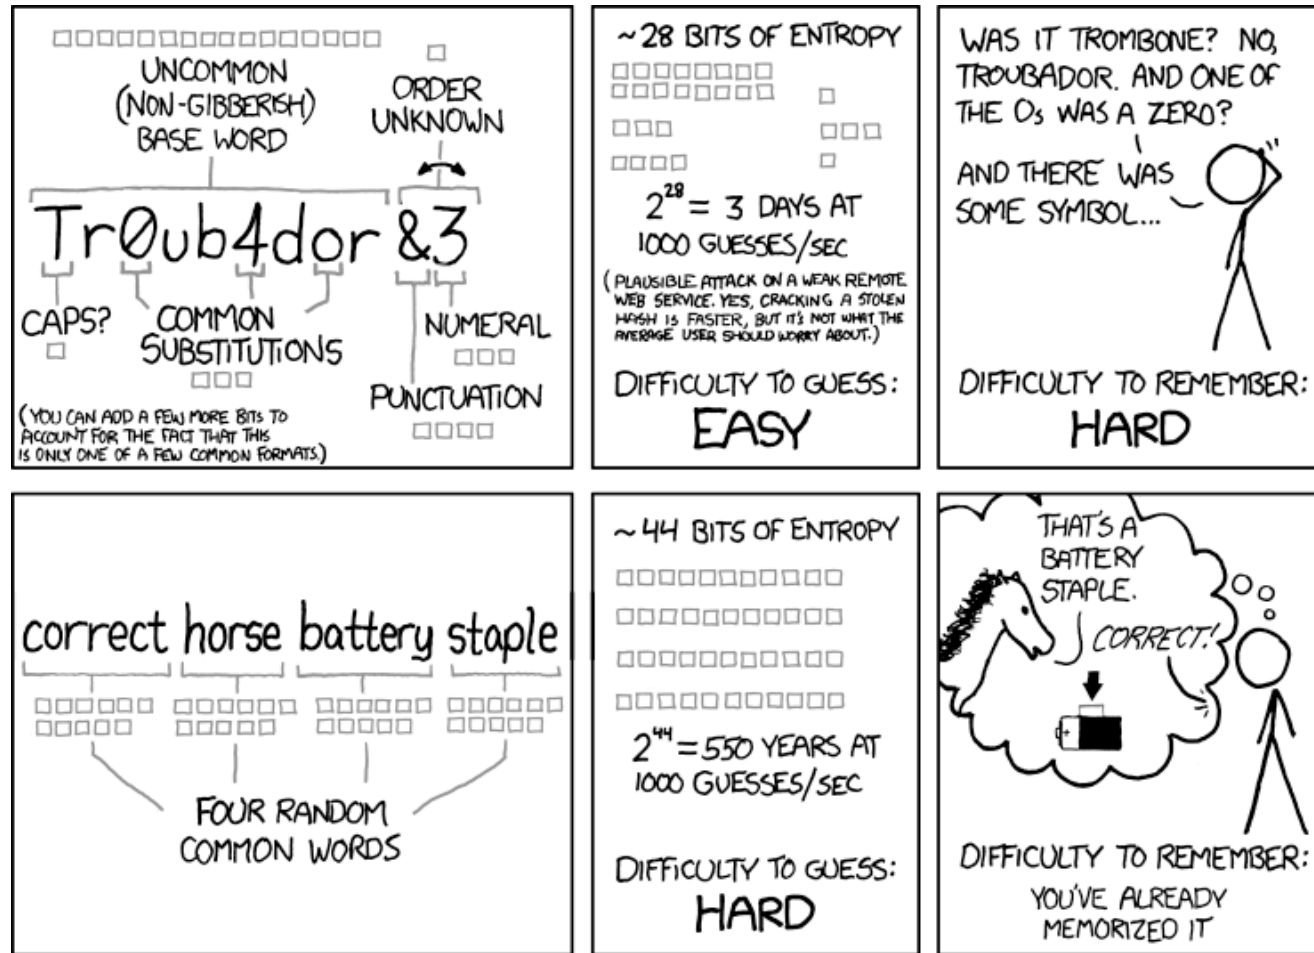 UNCOMMON
(NON-GIBBERISH)
BASE WORD
ORDER
UNKNOWN
Tr0ub4dor &3
CAPS?
COMMON
SUBSTITUTIONS
NUMERAL
PUNCTUATION
(YOU CAN ADD A FEW MORE BITS TO
ACCOUNT FOR THE FACT THAT THIS
IS ONLY ONE OF A FEW COMMON FORMATS.)
~28 BITS OF ENTROPY
2^28 = 3 DAYS AT
1000 GUESSES/SEC
(PLAUSIBLE ATTACK ON A WEAK REMOTE
WEB SERVICE. YES, CRACKING A STOLEN
HASH IS FASTER, BUT IT'S NOT WHAT THE
AVERAGE USER SHOULD WORRY ABOUT.)
DIFFICULTY TO GUESS:
EASY
WAS IT TROMBONE? NO,
TROUBADOR. AND ONE OF
THE Os WAS A ZERO?
AND THERE WAS
SOME SYMBOL...
DIFFICULTY TO REMEMBER:
HARD
correct horse battery staple
FOUR RANDOM
COMMON WORDS
~44 BITS OF ENTROPY
2^44 = 550 YEARS AT
1000 GUESSES/SEC
DIFFICULTY TO GUESS:
HARD
THAT'S A
BATTERY
STAPLE.
CORRECT!
+
DIFFICULTY TO REMEMBER:
YOU'VE ALREADY
MEMORIZED IT